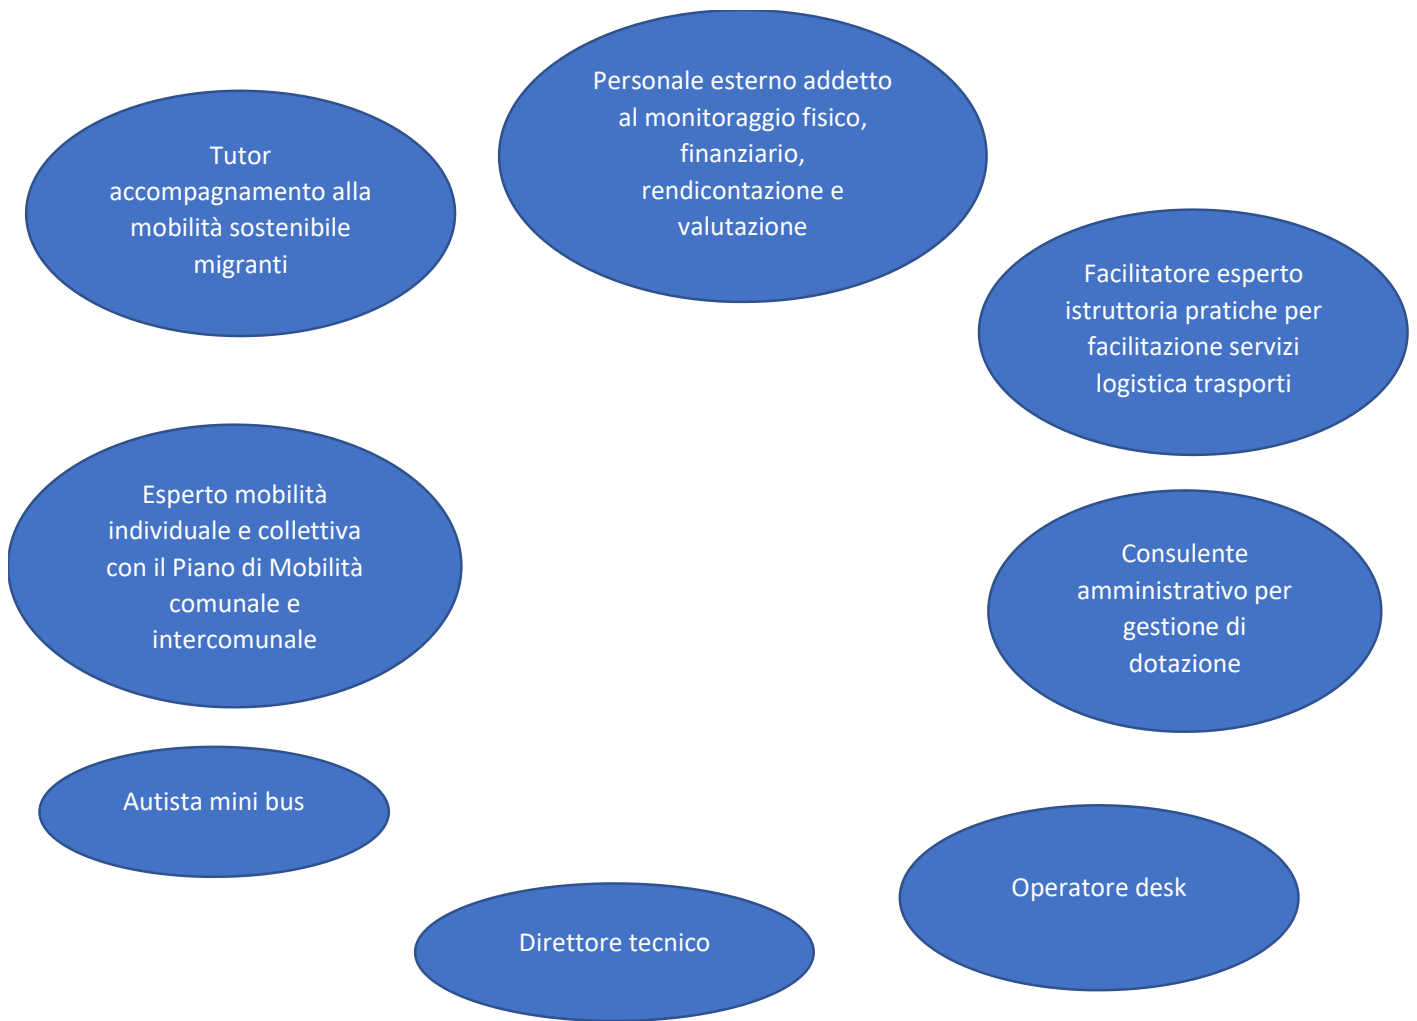 Personale esterno addetto
al monitoraggio fisico,
finanziario,
rendicontazione e
valutazione
Tutor
accompagnamento alla
mobilità sostenibile
migranti
Facilitatore esperto
istruttoria pratiche per
facilitazione servizi
logistica trasporti
Esperto mobilità
individuale e collettiva
con il Piano di Mobilità
comunale e
intercomunale
Consulente
amministrativo per
gestione di
dotazione
Autista mini bus
Operatore desk
Direttore tecnico